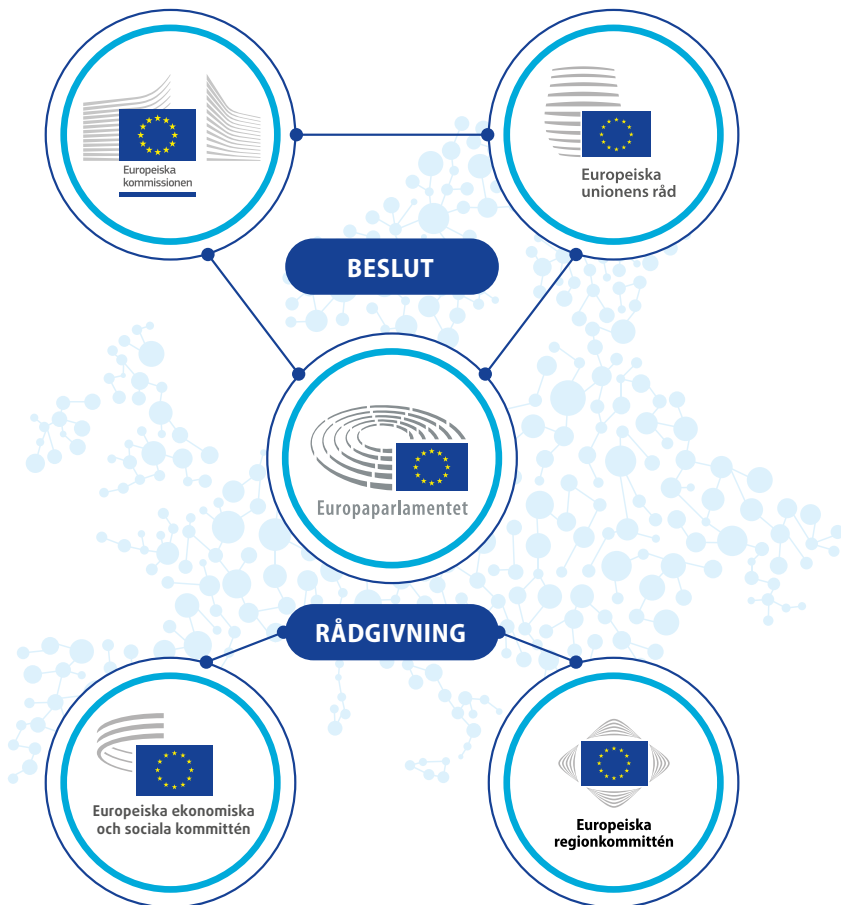 Europeiska
kommissionen
Europeiska
unionens råd
BESLUT
Europaparlamentet
RÅDGIVNING
Europeiska ekonomiska
och sociala kommittén
Europeiska
regionkommittén